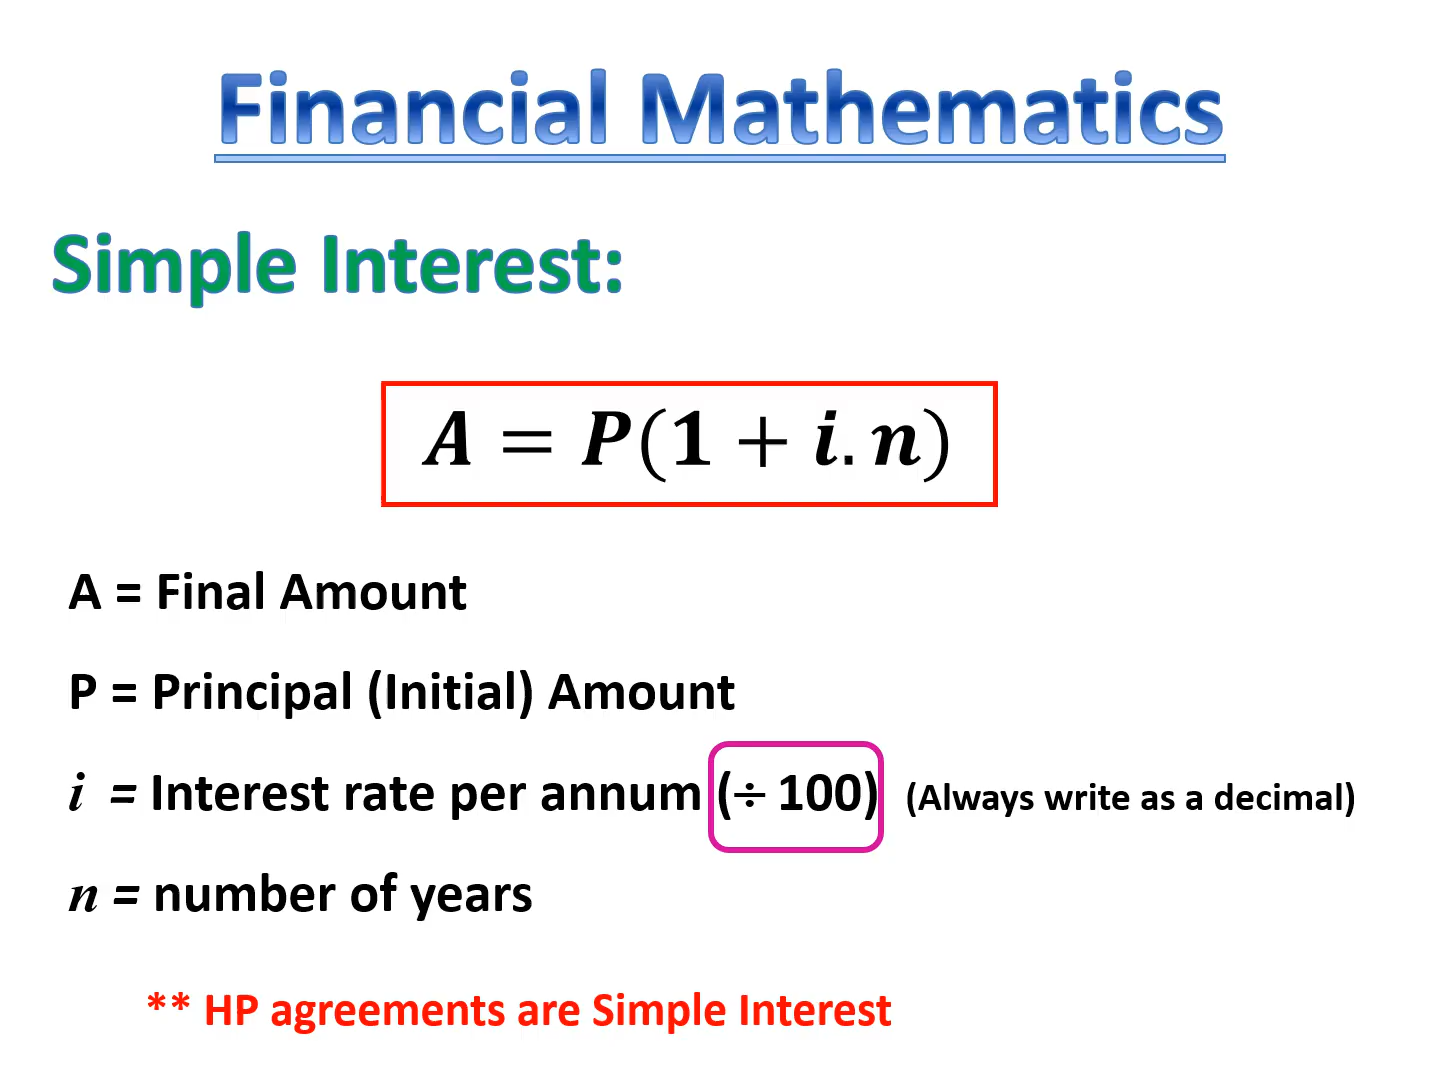 Financial Mathematics
Simple Interest:
A = P(1 + i.n)
A = Final Amount
P = Principal (Initial) Amount
i = Interest rate per annum (÷ 100) (Always write as a decimal)
n = number of years
** HP agreements are Simple Interest